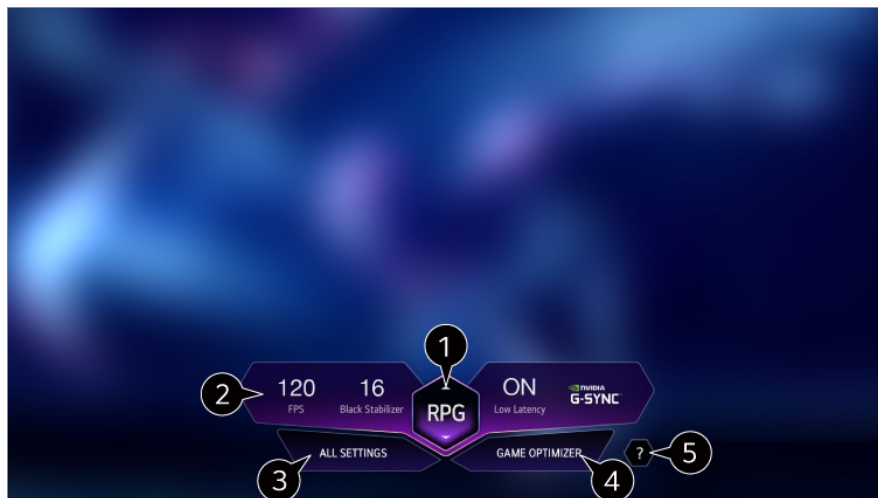 1
2
120
FPS
16
Black Stabilizer
RPG
ON
Low Latency
NVIDIA
G-SYNC
3
ALL SETTINGS
GAME OPTIMIZER
4
?
5